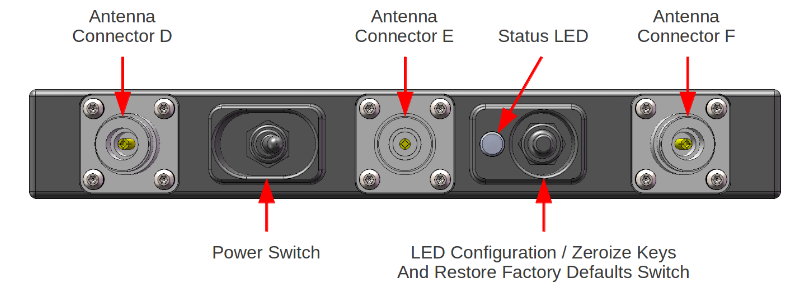 Antenna
Connector D
Antenna
Connector E
Status LED
Antenna
Connector F
Power Switch
LED Configuration / Zeroize Keys
And Restore Factory Defaults Switch